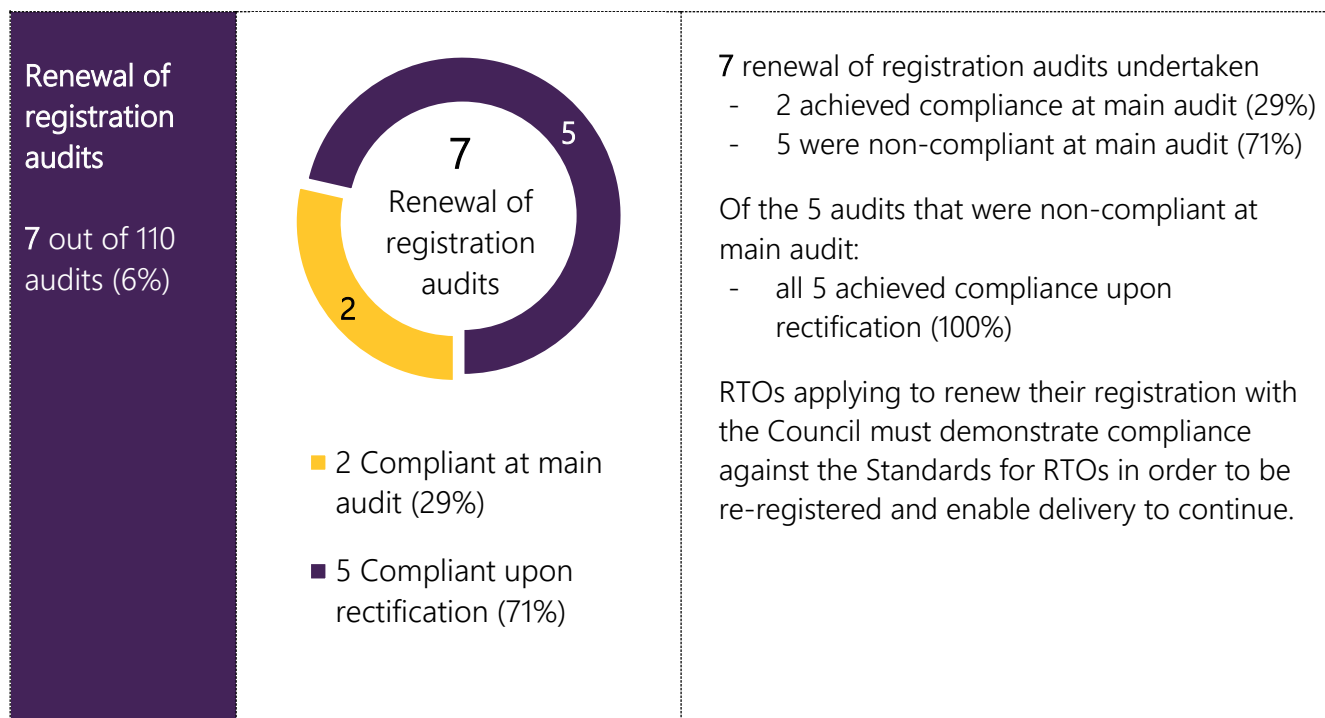 Renewal of
registration
audits
7 out of 110
audits (6%)
5
2
7
Renewal of
registration
audits
2 Compliant at main
audit (29%)
5 Compliant upon
rectification (71%)
7 renewal of registration audits undertaken
- 2 achieved compliance at main audit (29%)
- 5 were non-compliant at main audit (71%)
Of the 5 audits that were non-compliant at
main audit:
- all 5 achieved compliance upon
rectification (100%)
RTOs applying to renew their registration with
the Council must demonstrate compliance
against the Standards for RTOs in order to be
re-registered and enable delivery to continue.